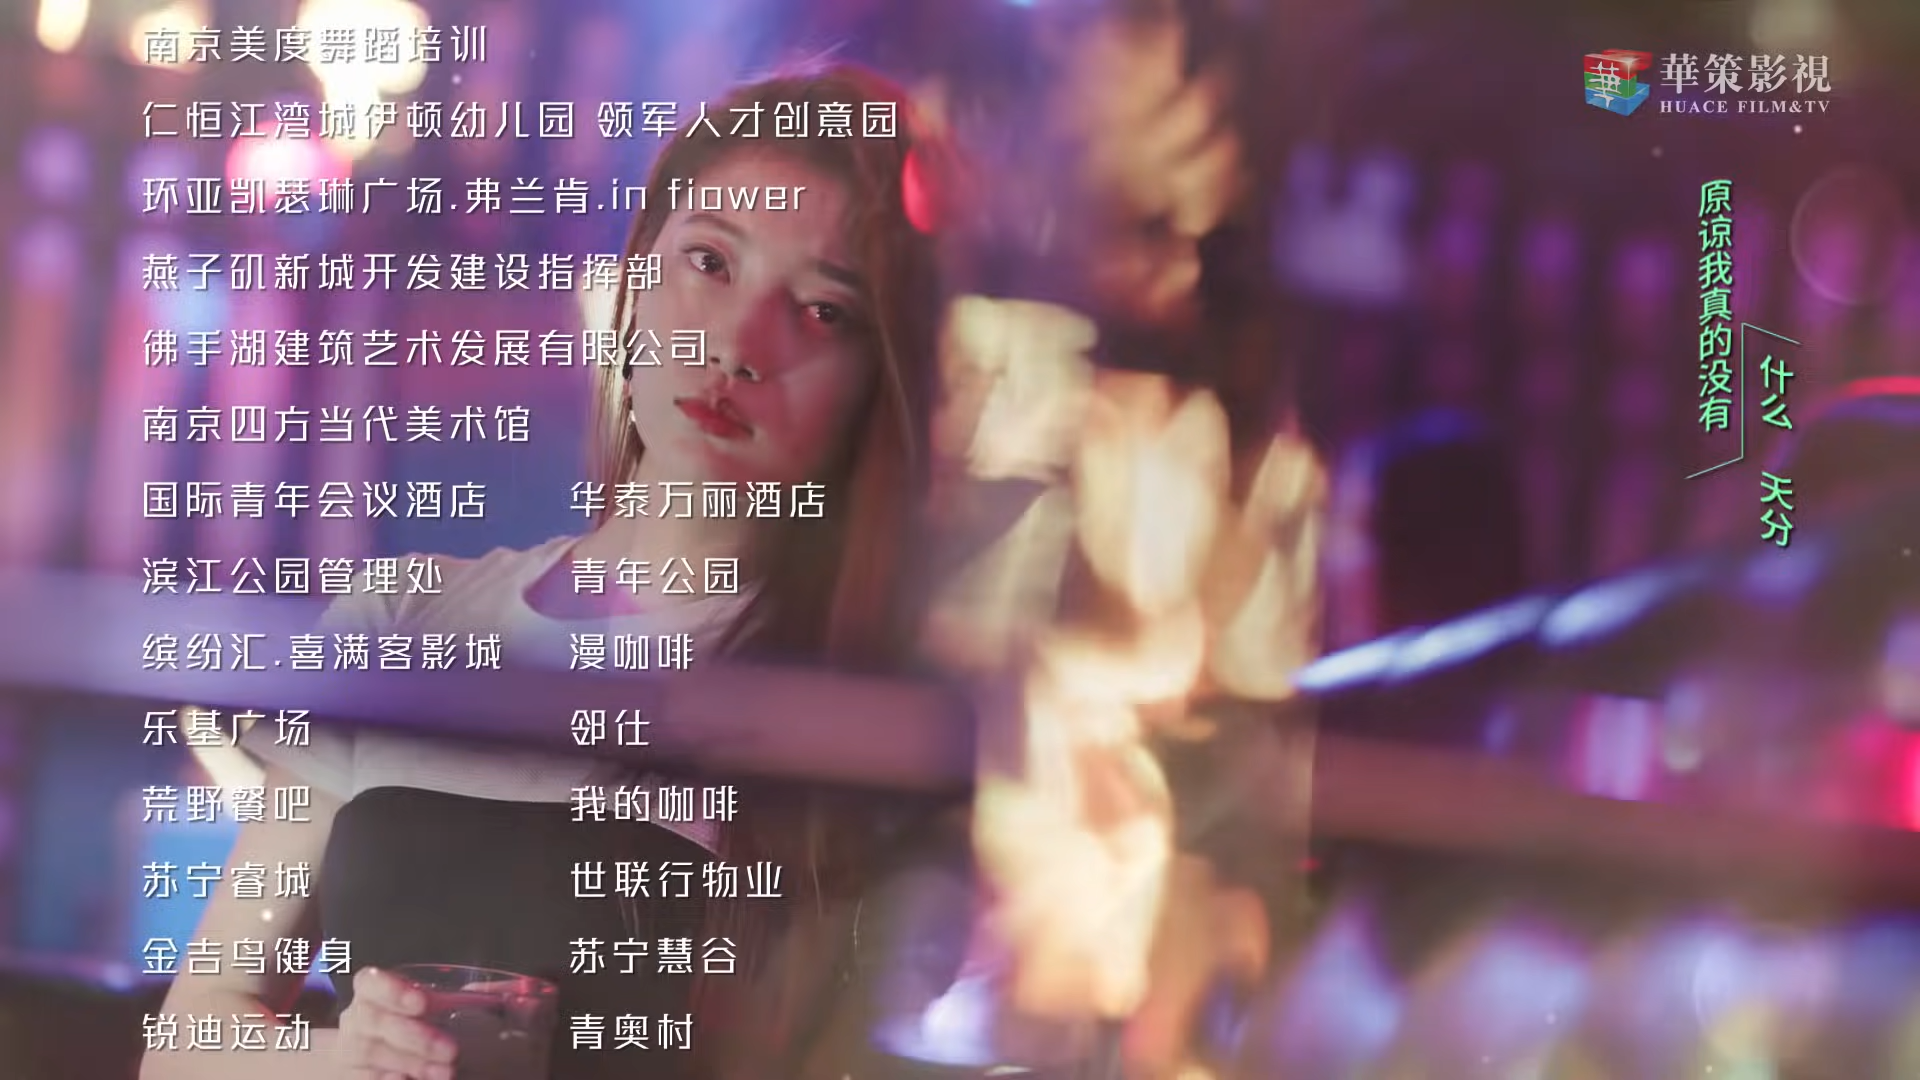 南京美度舞蹈培训
仁恒江湾城伊顿幼儿园 领军人才创意园
环亚凯瑟琳广场.弗兰肯.in fiower
燕子矶新城开发建设指挥部
佛手湖建筑艺术发展有限公司
南京四方当代美术馆
国际青年会议酒店 华泰万丽酒店
滨江公园管理处 青年公园
缤纷汇.喜满客影城 漫咖啡
乐基广场 邻仕
荒野餐吧 我的咖啡
苏宁睿城 世联行物业
金吉鸟健身 苏宁慧谷
锐迪运动 青奥村
華策影視
HUACE FILM&TV
原谅我真的没有
什么 天分